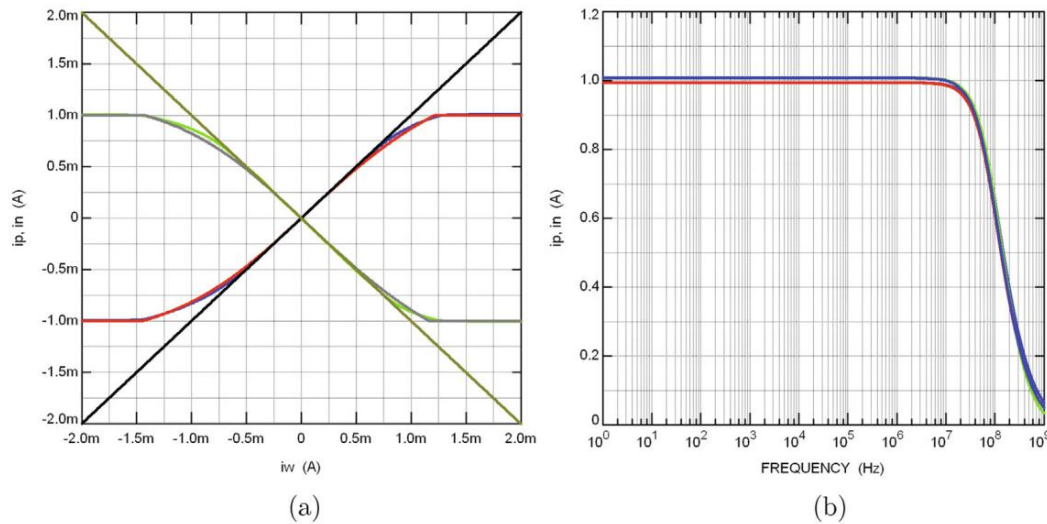 2.0m
1.5m
1.0m
0.5m
0
-0.5m
-1.0m
-1.5m
-2.0m
ip, in (A)
-2.0m -1.5m -1.0m -0.5m 0 0.5m 1.0m 1.5m 2.0m
iw (A)
(a)
1.2
1.0
0.8
0.6
0.4
0.2
0
ip, in (A)
10⁰ 10¹ 10² 10³ 10⁴ 10⁵ 10⁶ 10⁷ 10⁸ 10⁹
FREQUENCY (Hz)
(b)